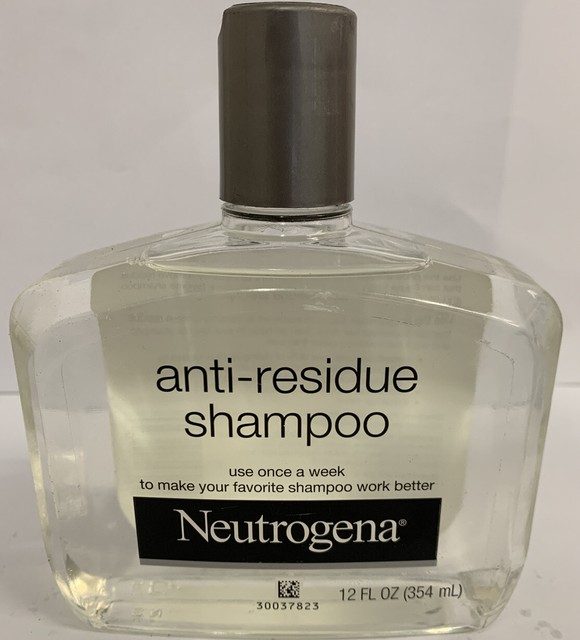 anti-residue
shampoo
use once a week
to make your favorite shampoo work better
Neutrogena®
30037823
12 FL OZ (354 mL)